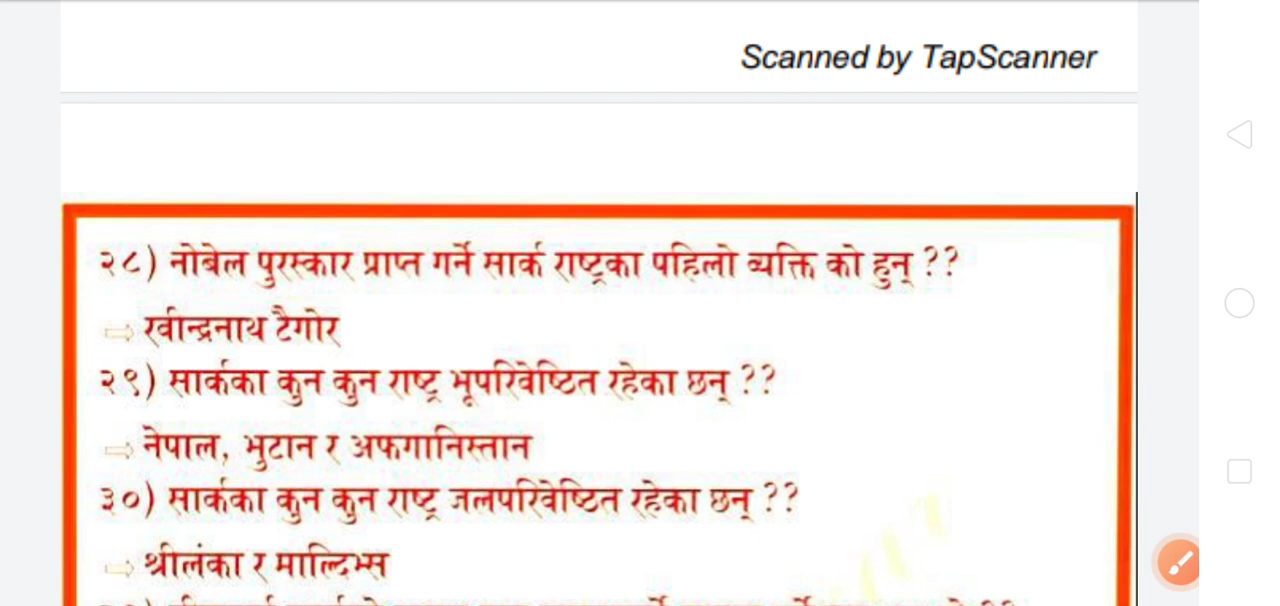 Scanned by TapScanner
२८) नोबेल पुरस्कार प्राप्त गर्ने सार्क राष्ट्रका पहिलो व्यक्ति को हुन् ??
⇨ रवीन्द्रनाथ टैगोर
२९) सार्कका कुन कुन राष्ट्र भूपरिवेष्टित रहेका छन् ??
⇨ नेपाल, भुटान र अफगानिस्तान
३०) सार्कका कुन कुन राष्ट्र जलपरिवेष्टित रहेका छन् ??
⇨ श्रीलंका र माल्दिभ्स